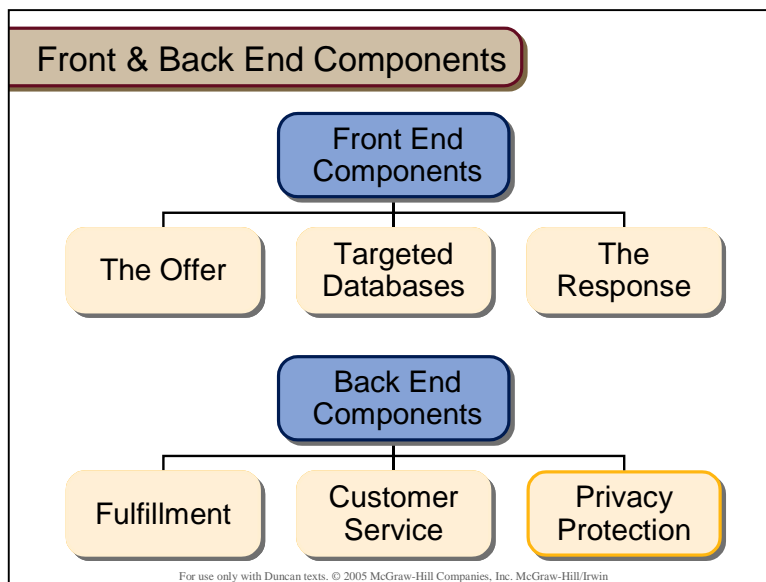 Front & Back End Components
Front End
Components
The Offer
Targeted
Databases
The
Response
Back End
Components
Fulfillment
Customer
Service
Privacy
Protection
For use only with Duncan texts. © 2005 McGraw-Hill Companies, Inc. McGraw-Hill/Irwin